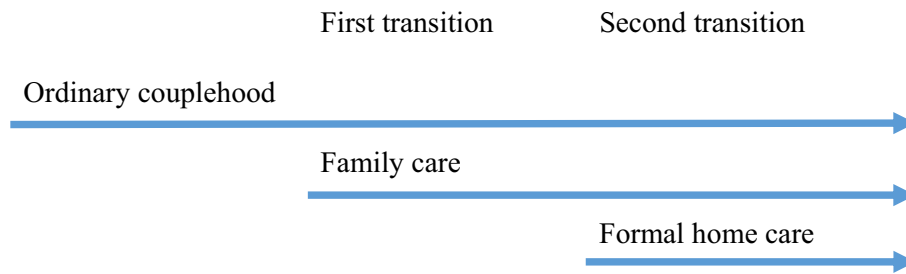 First transition Second transition
Ordinary couplehood
Family care
Formal home care